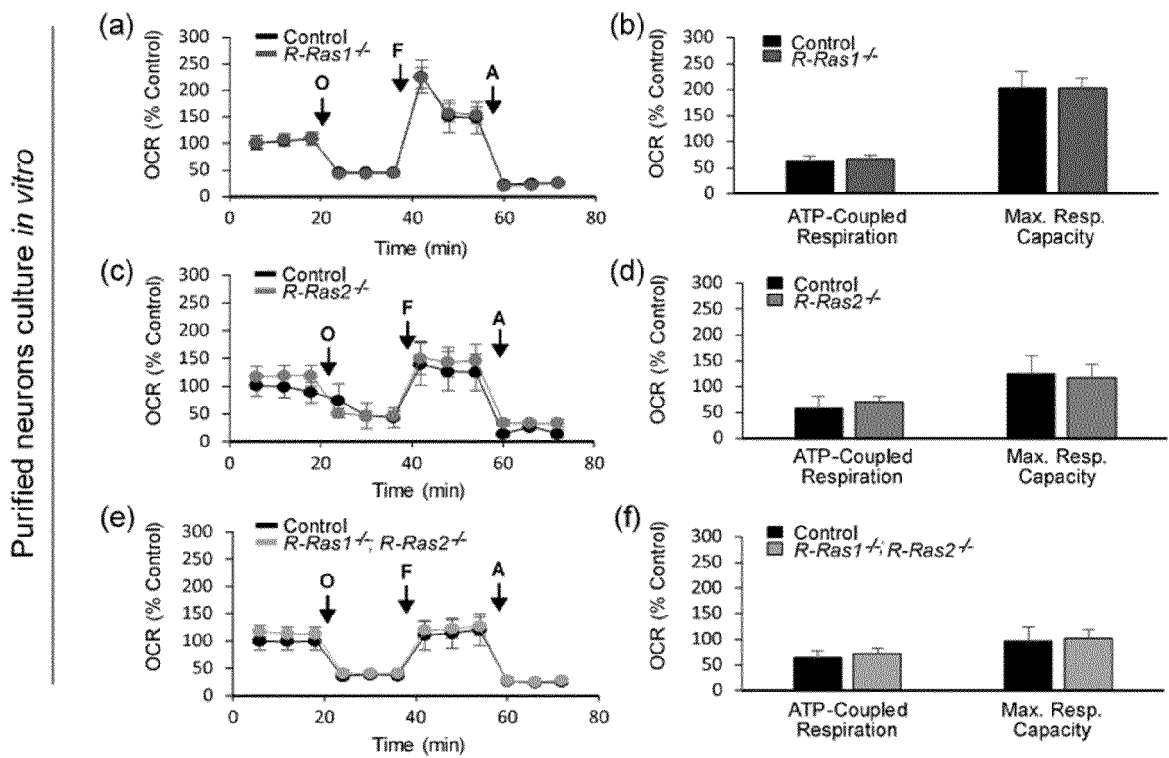 Purified neurons culture in vitro
(a)
Control
R-Ras1-/-
OCR (% Control)
300
250
200
150
100
50
0
O
F
A
0 20 40 60 80
Time (min)
(b)
Control
R-Ras1-/-
OCR (% Control)
300
250
200
150
100
50
0
ATP-Coupled
Respiration
Max. Resp.
Capacity
(c)
Control
R-Ras2-/-
OCR (% Control)
300
250
200
150
100
50
0
O
F
A
0 20 40 60 80
Time (min)
(d)
Control
R-Ras2-/-
OCR (% Control)
300
250
200
150
100
50
0
ATP-Coupled
Respiration
Max. Resp.
Capacity
(e)
Control
R-Ras1-/-; R-Ras2-/-
OCR (% Control)
300
250
200
150
100
50
0
O
F
A
0 20 40 60 80
Time (min)
(f)
Control
R-Ras1-/-; R-Ras2-/-
OCR (% Control)
300
250
200
150
100
50
0
ATP-Coupled
Respiration
Max. Resp.
Capacity